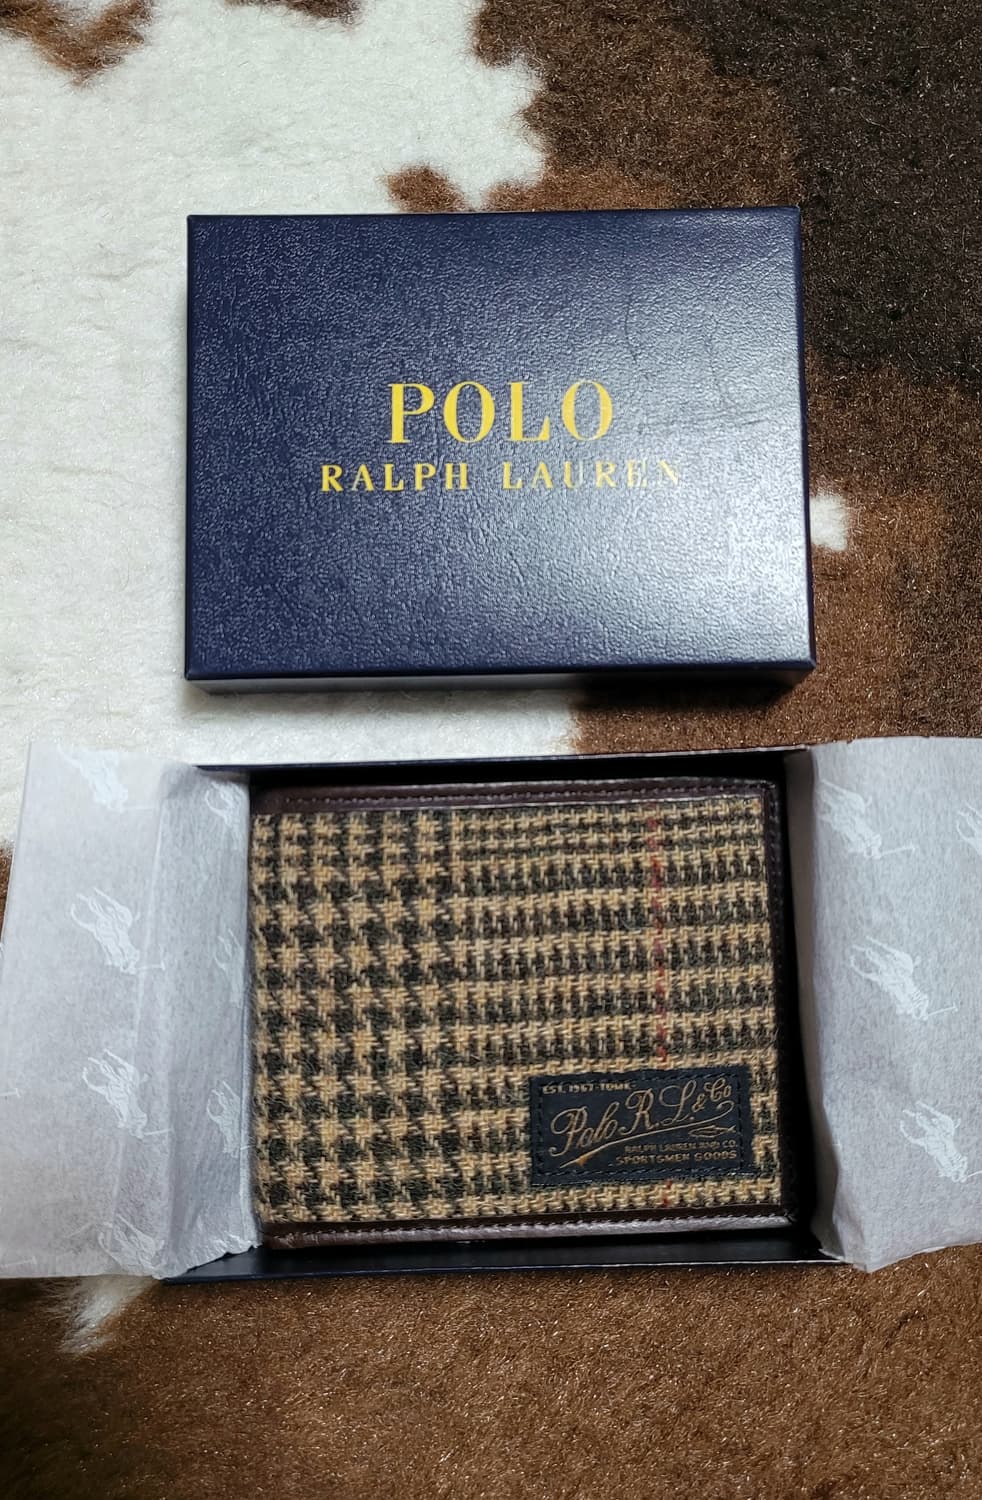 POLO
RALPH LAUREN
EST. 1967
Polo R. L. & Co
RALPH LAUREN AND CO.
SPORTSMEN GOODS